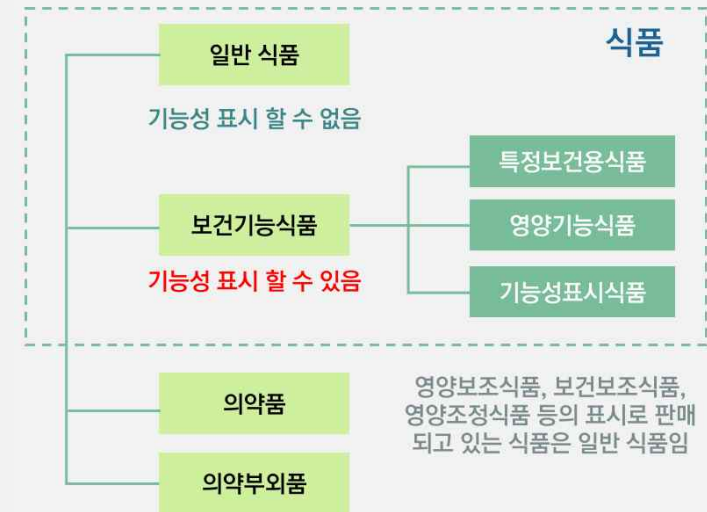 식품
일반 식품
기능성 표시 할 수 없음
특정보건용식품
보건기능식품
영양기능식품
기능성 표시 할 수 있음
기능성표시식품
의약품
영양보조식품, 보건보조식품,
영양조정식품 등의 표시로 판매
되고 있는 식품은 일반 식품임
의약부외품